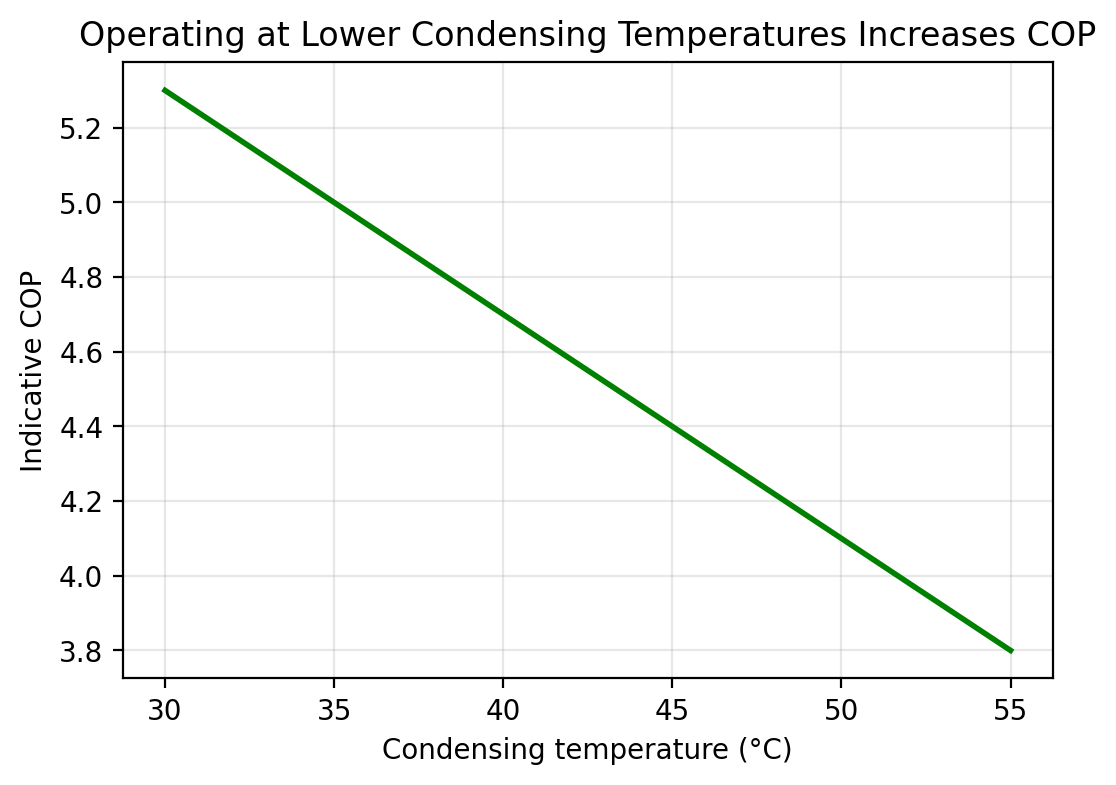 Operating at Lower Condensing Temperatures Increases COP
Indicative COP
5.2
5.0
4.8
4.6
4.4
4.2
4.0
3.8
30 35 40 45 50 55
Condensing temperature (°C)